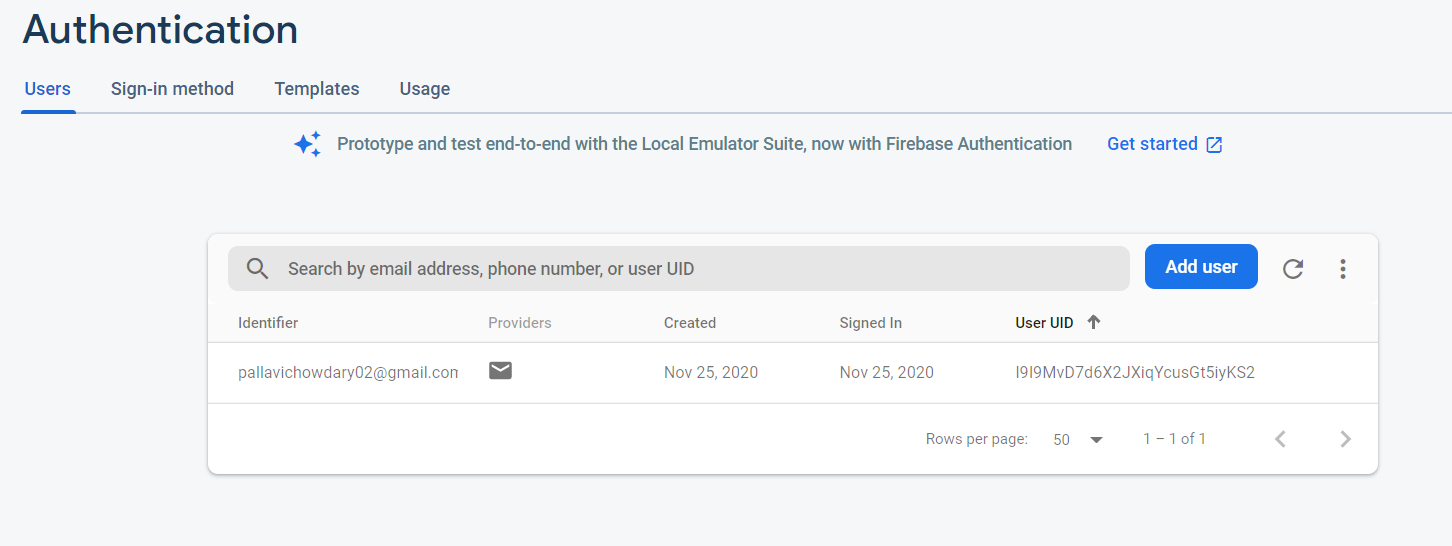 Authentication
Users Sign-in method Templates Usage
Prototype and test end-to-end with the Local Emulator Suite, now with Firebase Authentication Get started
Search by email address, phone number, or user UID Add user
Identifier Providers Created Signed In User UID
pallavichowdary02@gmail.com Nov 25, 2020 Nov 25, 2020 I9I9MvD7d6X2JXiqYcusGt5iyKS2
Rows per page: 50 1 – 1 of 1